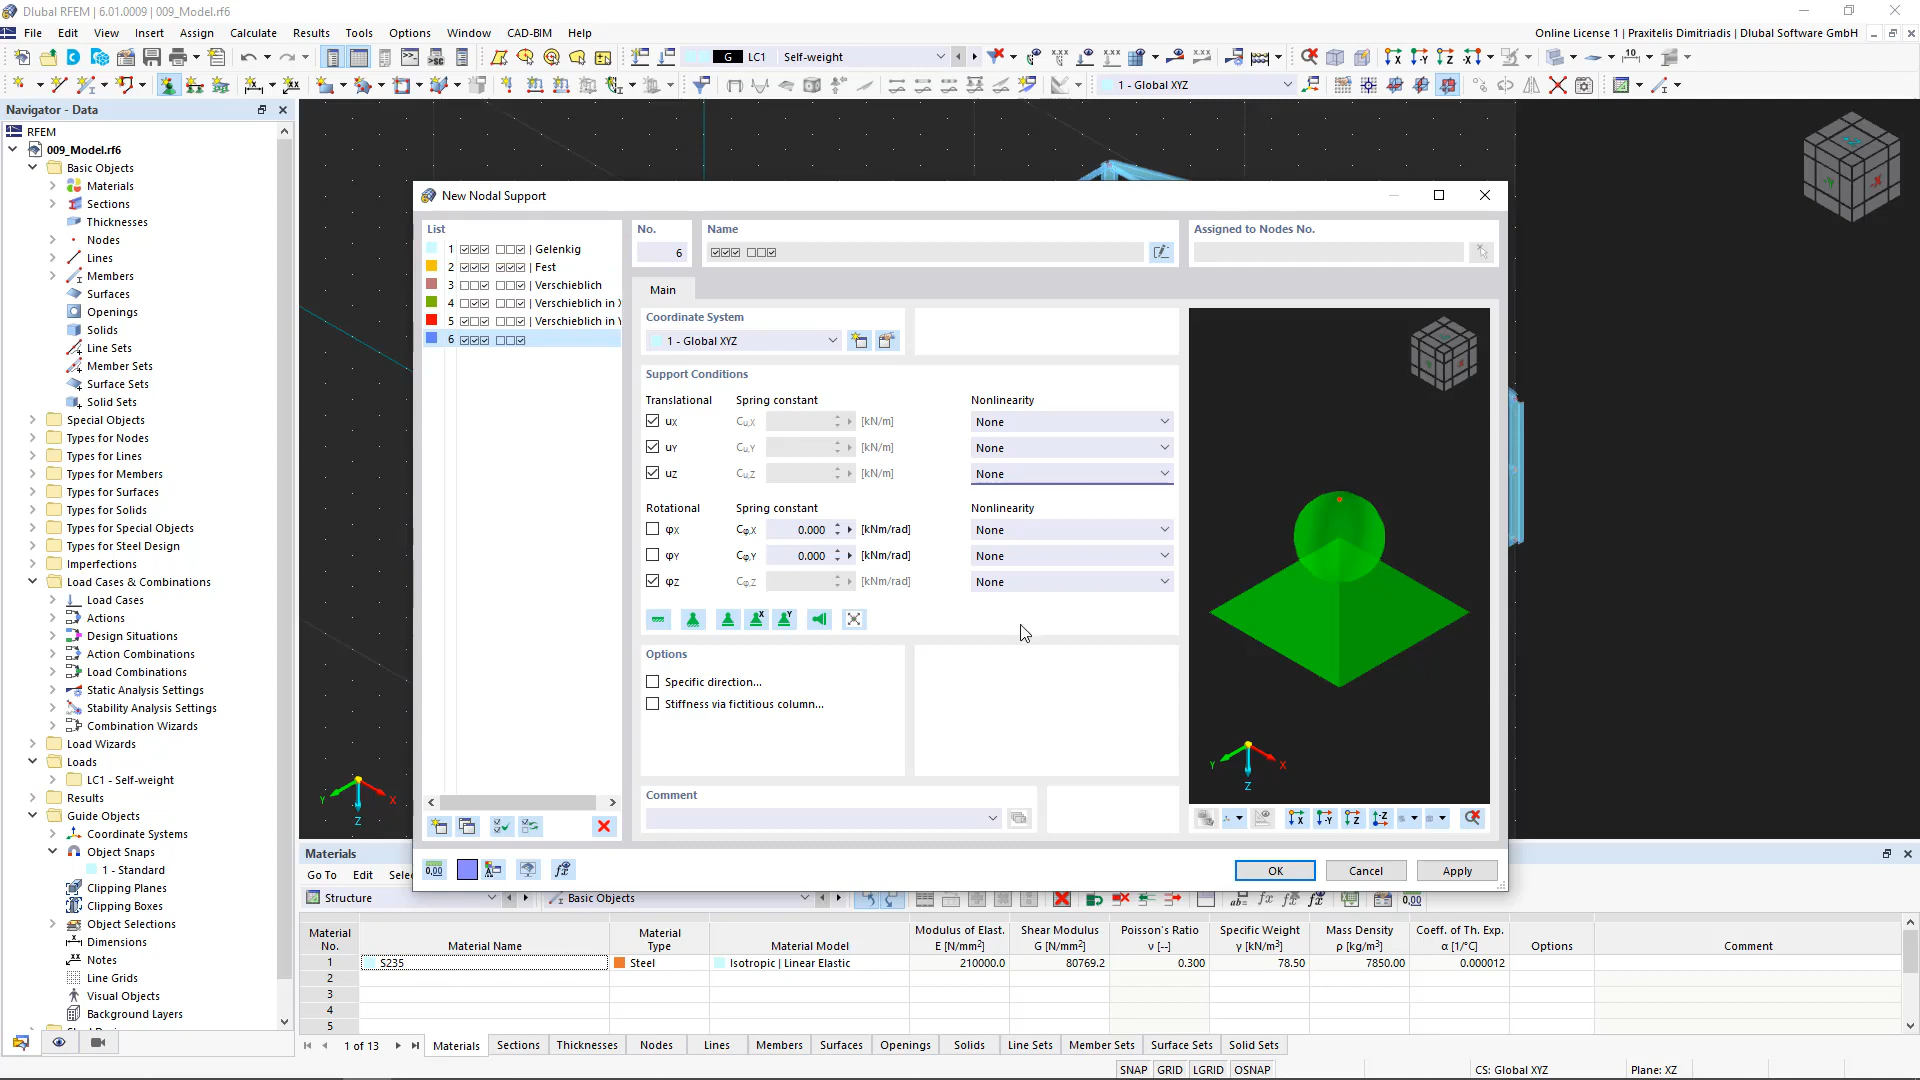 Dlubal RFEM | 6.01.0009 | 009_Model.rf6
File Edit View Insert Assign Calculate Results Tools Options Window CAD-BIM Help
Online License 1 | Praxitelis Dimitriadis | Dlubal Software GmbH
G LC1 Self-weight
1 - Global XYZ
Navigator - Data
RFEM
009_Model.rf6
Basic Objects
Materials
Sections
Thicknesses
Nodes
Lines
Members
Surfaces
Openings
Solids
Line Sets
Member Sets
Surface Sets
Solid Sets
Special Objects
Types for Nodes
Types for Lines
Types for Members
Types for Surfaces
Types for Solids
Types for Special Objects
Types for Steel Design
Imperfections
Load Cases & Combinations
Load Cases
Actions
Design Situations
Action Combinations
Load Combinations
Static Analysis Settings
Stability Analysis Settings
Combination Wizards
Load Wizards
Loads
LC1 - Self-weight
Results
Guide Objects
Coordinate Systems
Object Snaps
1 - Standard
Clipping Planes
Clipping Boxes
Object Selections
Dimensions
Notes
Line Grids
Visual Objects
Background Layers
New Nodal Support
List
1 ☑☑☑ ☐☐☑ | Gelenkig
2 ☑☑☑ ☑☑☑ | Fest
3 ☐☐☑ ☐☐☑ | Verschieblich
4 ☐☑☑ ☐☐☑ | Verschieblich in X
5 ☑☐☑ ☐☐☑ | Verschieblich in Y
6 ☑☑☑ ☐☐☑
No.
6
Name
☑☑☑ ☐☐☑
Assigned to Nodes No.
Main
Coordinate System
1 - Global XYZ
Support Conditions
Translational Spring constant Nonlinearity
uX Cu,X [kN/m] None
uY Cu,Y [kN/m] None
uZ Cu,Z [kN/m] None
Rotational Spring constant Nonlinearity
φX Cφ,X 0.000 [kNm/rad] None
φY Cφ,Y 0.000 [kNm/rad] None
φZ Cφ,Z [kNm/rad] None
X Y
Options
Specific direction...
Stiffness via fictitious column...
Comment
Y X
Z
Y X
Z
OK Cancel Apply
Materials
Go To Edit
Structure Basic Objects
Material No. Material Name Material Type Material Model Modulus of Elast. E [N/mm²] Shear Modulus G [N/mm²] Poisson's Ratio ν [--] Specific Weight γ [kN/m³] Mass Density ρ [kg/m³] Coeff. of Th. Exp. α [1/°C] Options Comment
1 S235 Steel Isotropic | Linear Elastic 210000.0 80769.2 0.300 78.50 7850.00 0.000012
2
3
4
5
1 of 13 Materials Sections Thicknesses Nodes Lines Members Surfaces Openings Solids Line Sets Member Sets Surface Sets Solid Sets
SNAP GRID LGRID OSNAP CS: Global XYZ Plane: XZ